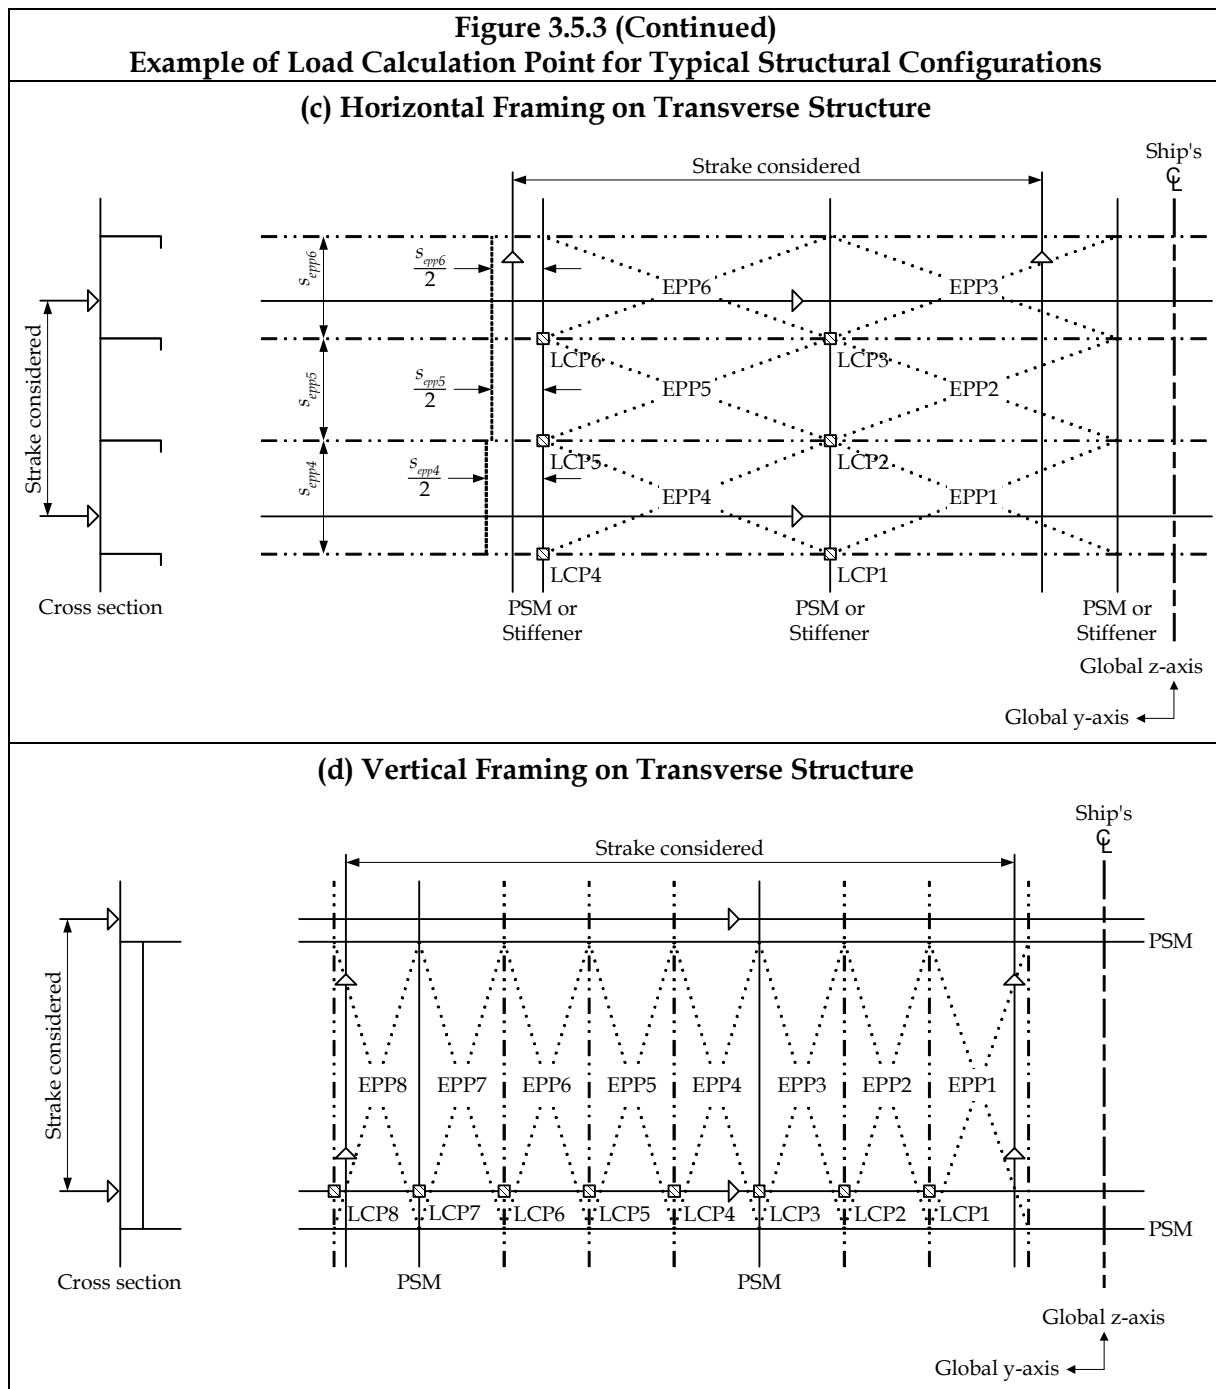 Figure 3.5.3 (Continued)
Example of Load Calculation Point for Typical Structural Configurations
(c) Horizontal Framing on Transverse Structure
Ship's
℄
Strake considered
s_epp6
s_epp6
2
EPP6
EPP3
Strake considered
LCP6
LCP3
s_epp5
s_epp5
2
EPP5
EPP2
LCP5
LCP2
s_epp4
s_epp4
2
EPP4
EPP1
LCP4
LCP1
Cross section
PSM or
Stiffener
PSM or
Stiffener
PSM or
Stiffener
Global z-axis
Global y-axis
(d) Vertical Framing on Transverse Structure
Ship's
℄
Strake considered
PSM
Strake considered
EPP8 EPP7 EPP6 EPP5 EPP4 EPP3 EPP2 EPP1
LCP8 LCP7 LCP6 LCP5 LCP4 LCP3 LCP2 LCP1
PSM
Cross section
PSM
PSM
Global z-axis
Global y-axis